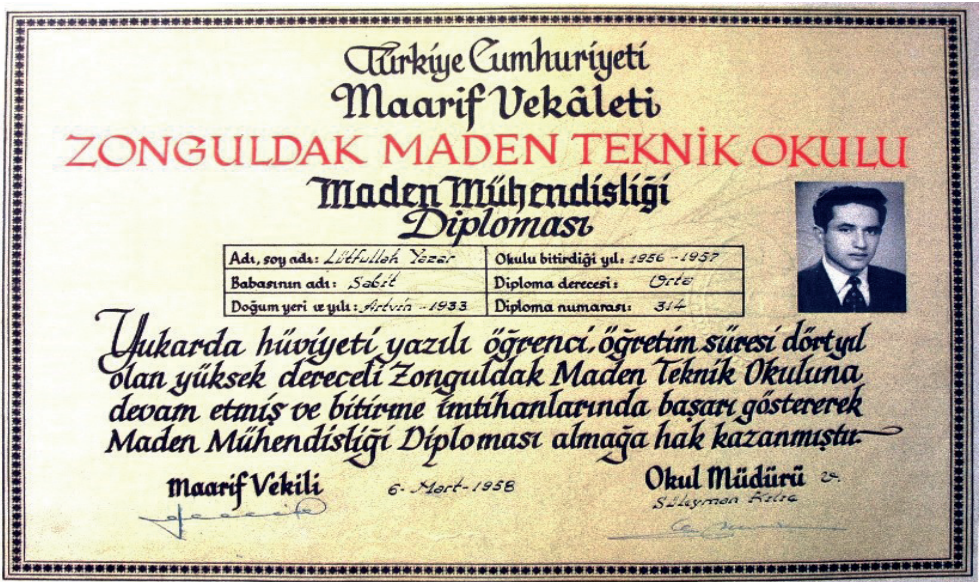 Türkiye Cumhuriyeti
Maarif Vekâleti
ZONGULDAK MADEN TEKNİK OKULU
Maden Mühendisliği
Diploması
Adı, soy adı: Lütfullah Yazar Okulu bitirdiği yıl: 1956-1957
Babasının adı: Sabit Diploma derecesi: Orta
Doğum yeri ve yılı: Artvin-1933 Diploma numarası: 314
Yukarda hüviyeti yazılı öğrenci, öğretim süresi dört yıl
olan yüksek dereceli Zonguldak Maden Teknik Okuluna
devam etmiş ve bitirme imtihanlarında başarı göstererek
Maden Mühendisliği Diploması almağa hak kazanmıştır.
Maarif Vekili 6-Mart-1958 Okul Müdürü
Süleyman